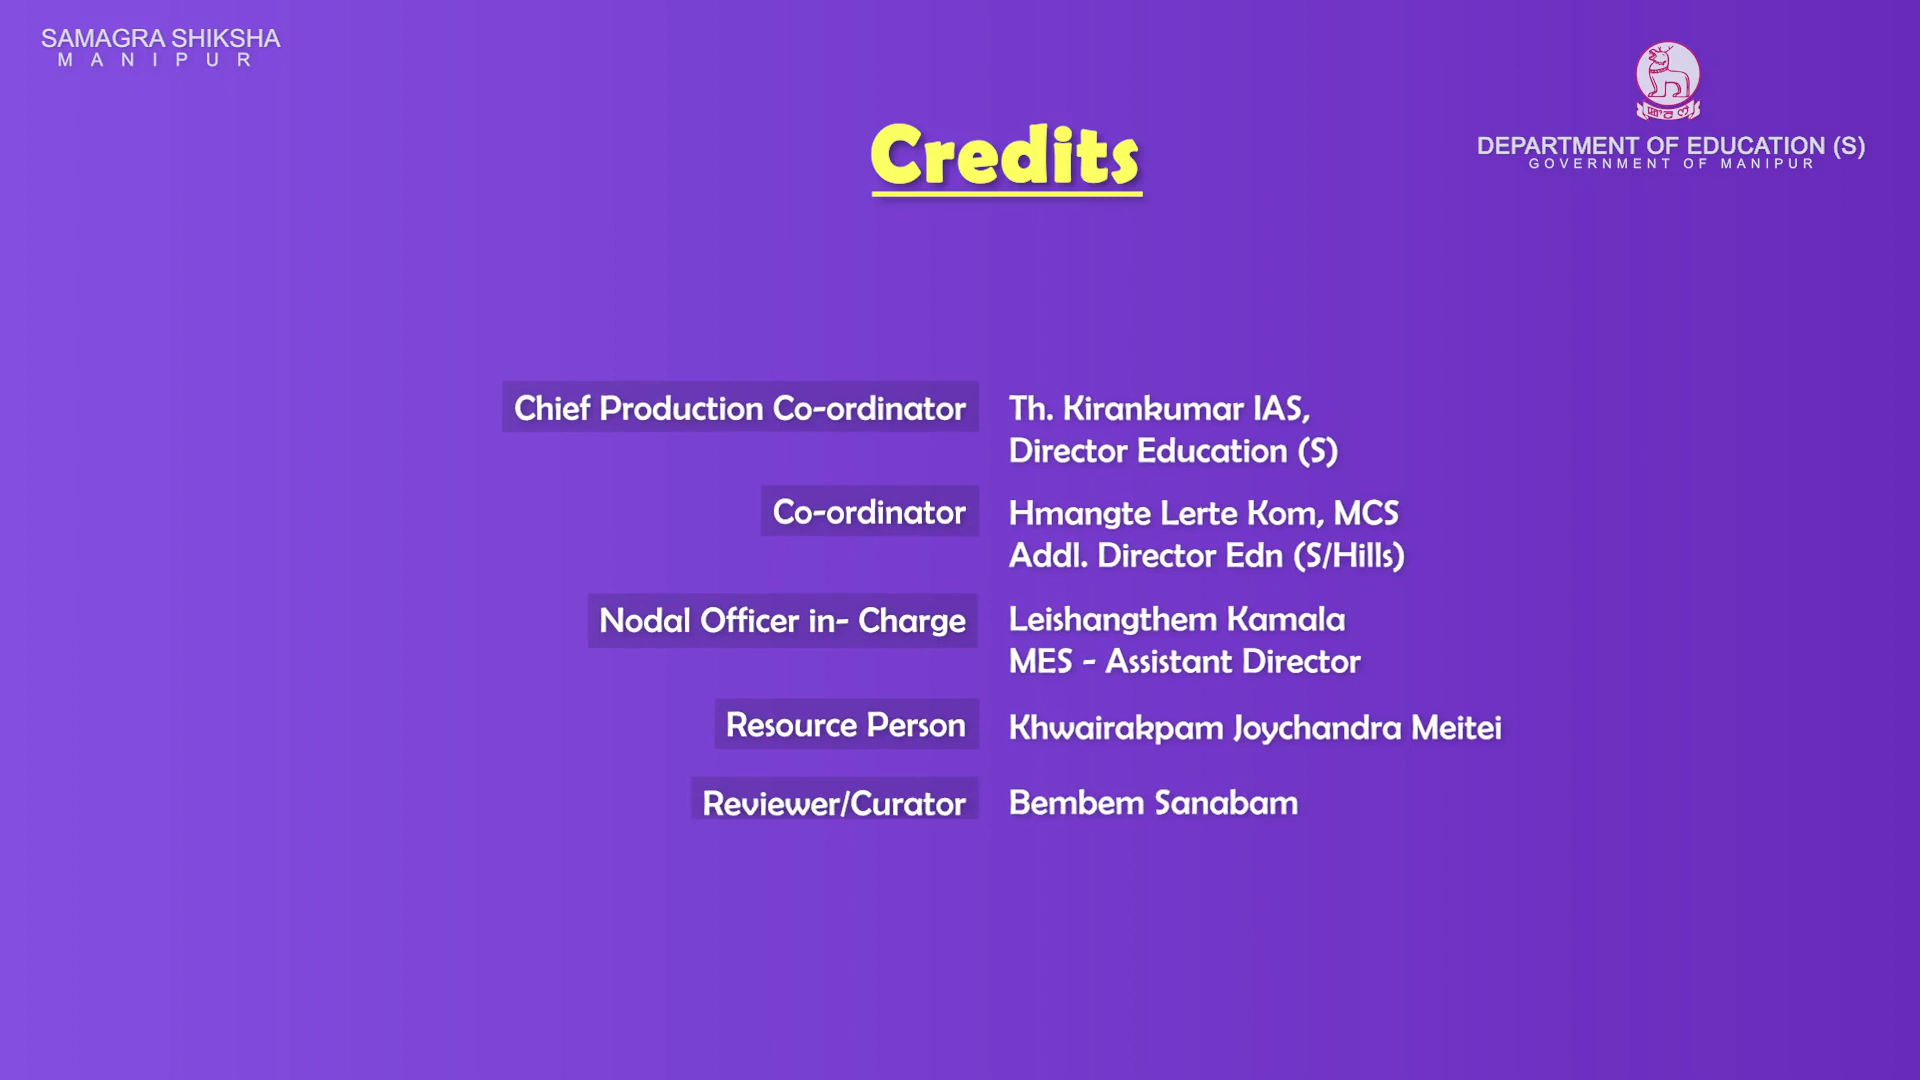 SAMAGRA SHIKSHA
MANIPUR
DEPARTMENT OF EDUCATION (S)
GOVERNMENT OF MANIPUR
Credits
Chief Production Co-ordinator Th. Kirankumar IAS,
Director Education (S)
Co-ordinator Hmangte Lerte Kom, MCS
Addl. Director Edn (S/Hills)
Nodal Officer in- Charge Leishangthem Kamala
MES - Assistant Director
Resource Person Khwairakpam Joychandra Meitei
Reviewer/Curator Bembem Sanabam